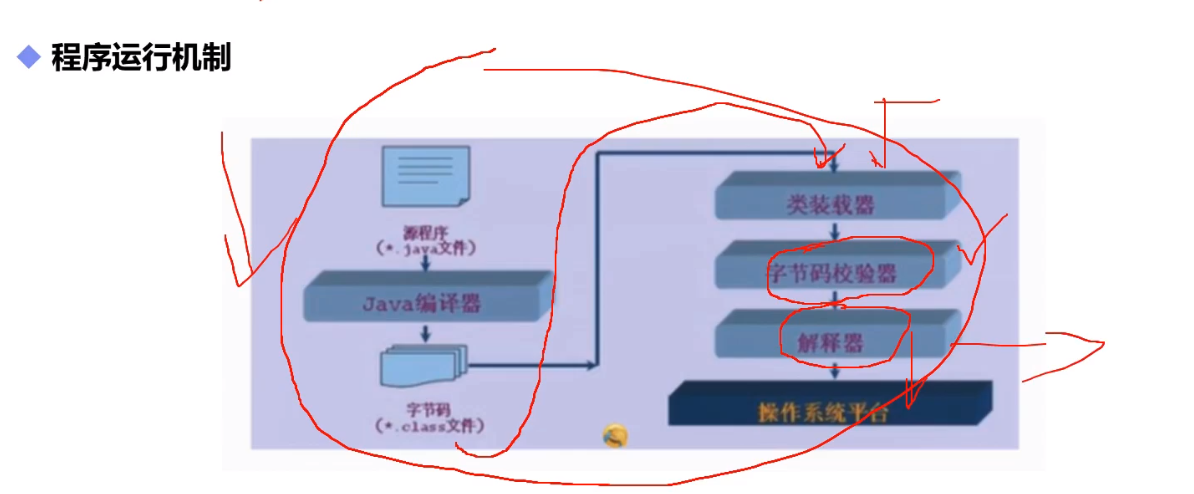 程序运行机制
源程序
(*.java文件)
Java编译器
字节码
(*.class文件)
类装载器
字节码校验器
解释器
操作系统平台